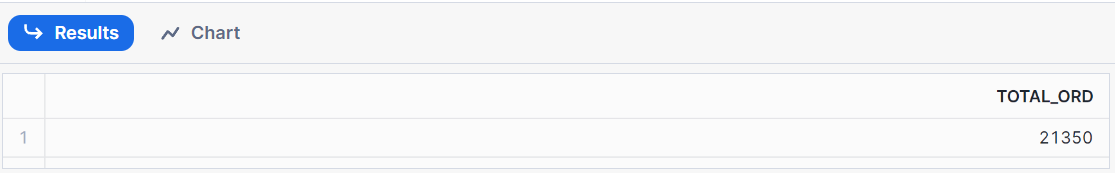 Results Chart
TOTAL_ORD
1 21350